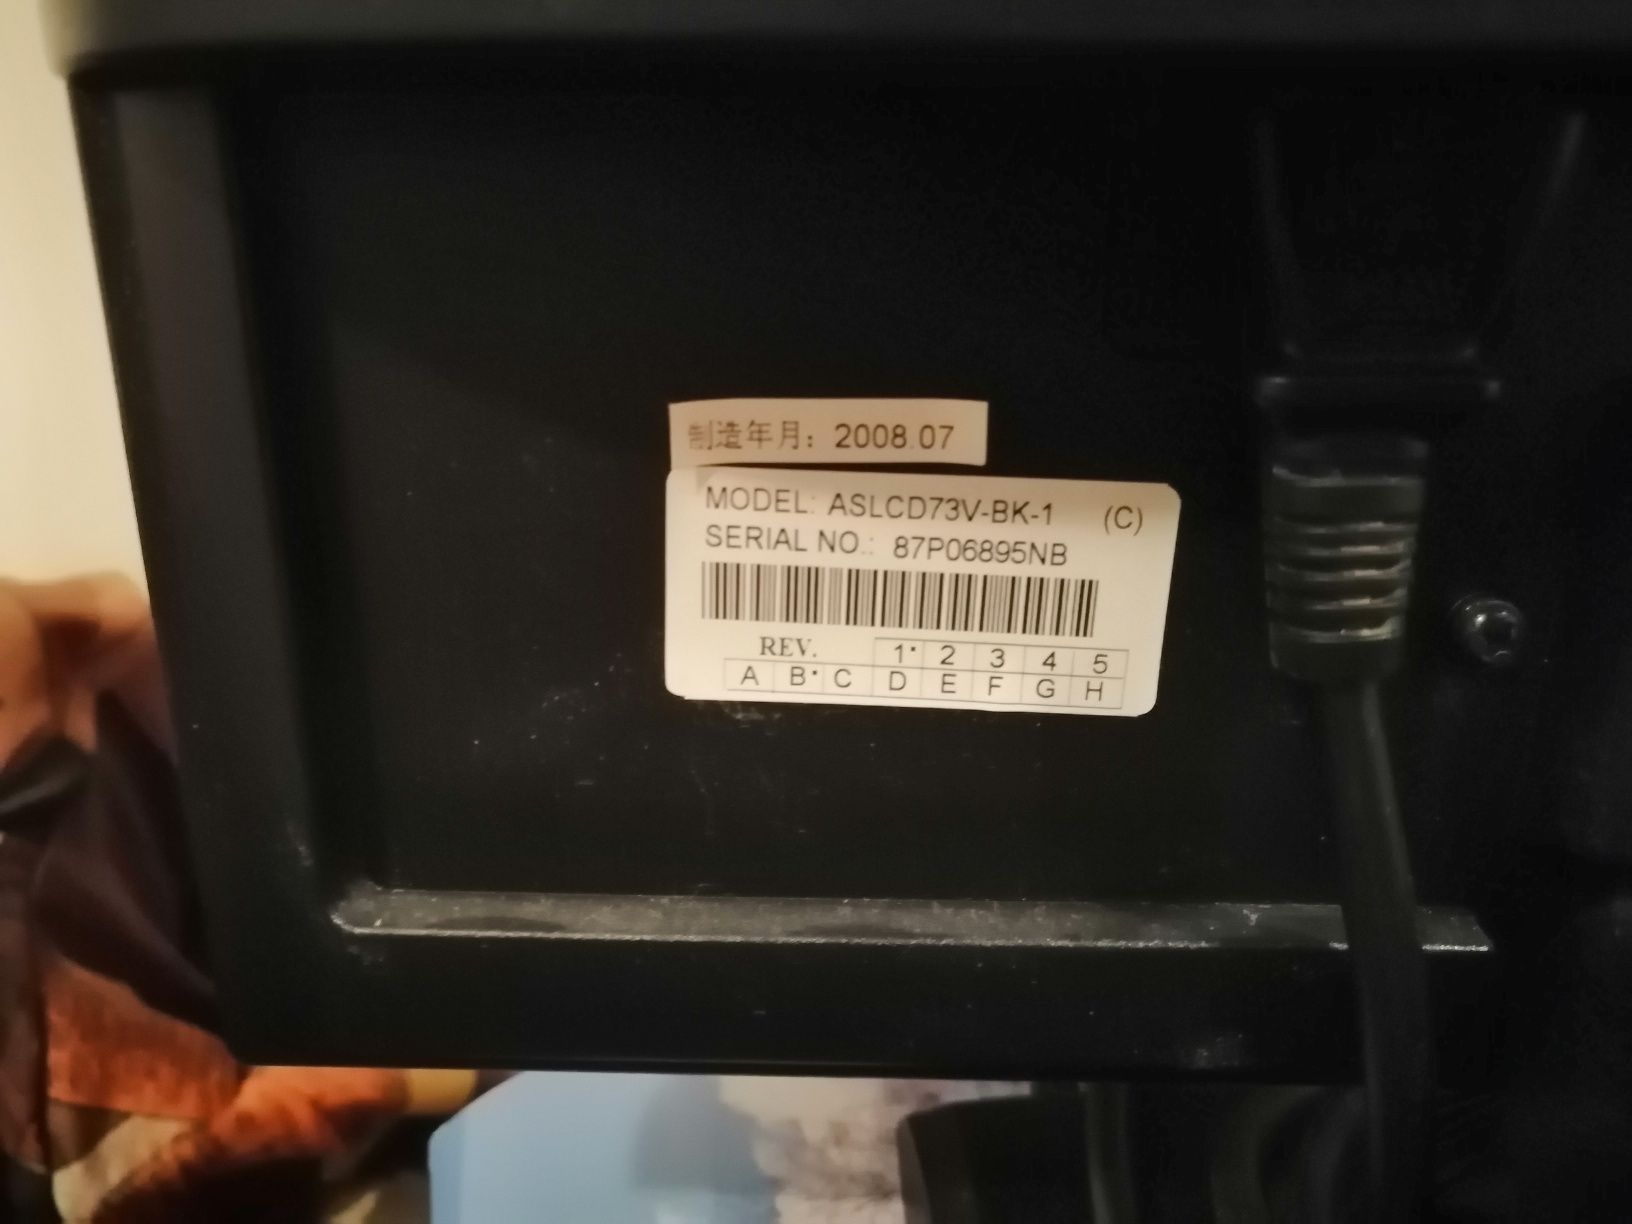 制造年月：2008.07
MODEL: ASLCD73V-BK-1 (C)
SERIAL NO.: 87P06895NB
REV. 1 2 3 4 5
A B C D E F G H